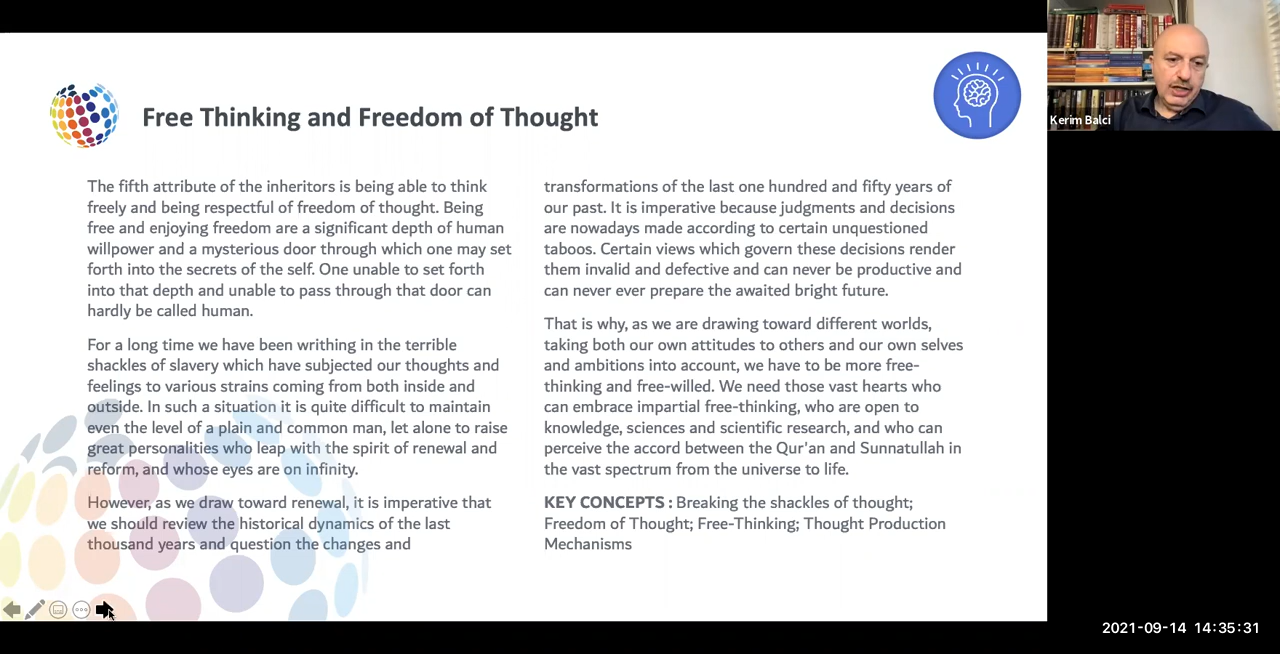 Free Thinking and Freedom of Thought
The fifth attribute of the inheritors is being able to think
freely and being respectful of freedom of thought. Being
free and enjoying freedom are a significant depth of human
willpower and a mysterious door through which one may set
forth into the secrets of the self. One unable to set forth
into that depth and unable to pass through that door can
hardly be called human.
For a long time we have been writhing in the terrible
shackles of slavery which have subjected our thoughts and
feelings to various strains coming from both inside and
outside. In such a situation it is quite difficult to maintain
even the level of a plain and common man, let alone to raise
great personalities who leap with the spirit of renewal and
reform, and whose eyes are on infinity.
However, as we draw toward renewal, it is imperative that
we should review the historical dynamics of the last
thousand years and question the changes and
transformations of the last one hundred and fifty years of
our past. It is imperative because judgments and decisions
are nowadays made according to certain unquestioned
taboos. Certain views which govern these decisions render
them invalid and defective and can never be productive and
can never ever prepare the awaited bright future.
That is why, as we are drawing toward different worlds,
taking both our own attitudes to others and our own selves
and ambitions into account, we have to be more free-
thinking and free-willed. We need those vast hearts who
can embrace impartial free-thinking, who are open to
knowledge, sciences and scientific research, and who can
perceive the accord between the Qur'an and Sunnatullah in
the vast spectrum from the universe to life.
KEY CONCEPTS : Breaking the shackles of thought;
Freedom of Thought; Free-Thinking; Thought Production
Mechanisms
Kerim Balci
2021-09-14 14:35:31